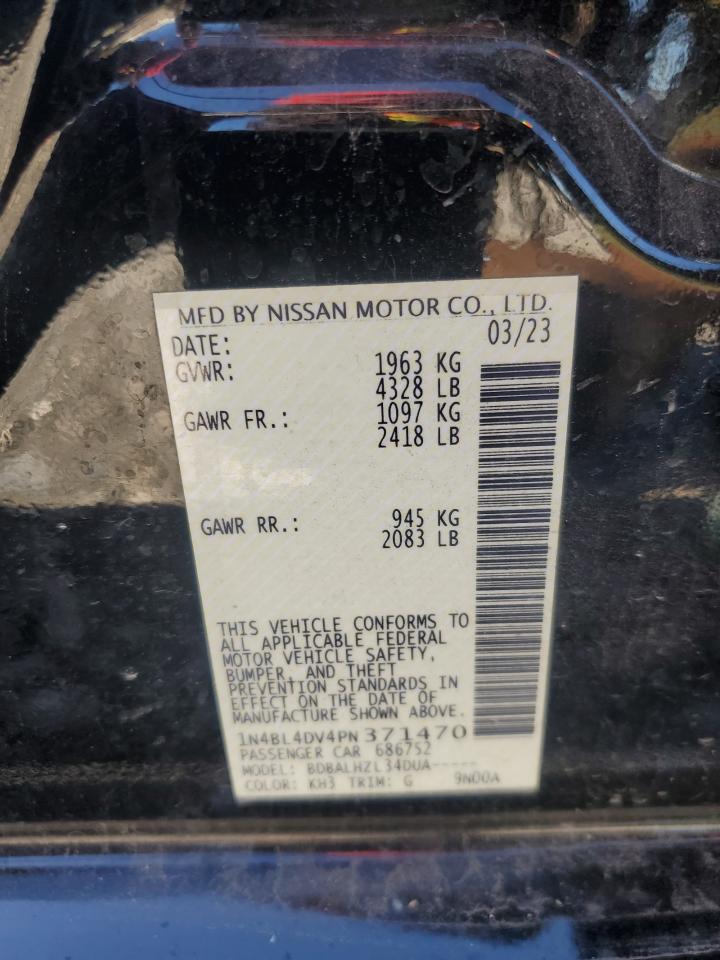 MFD BY NISSAN MOTOR CO., LTD.
DATE: 03/23
GVWR: 1963 KG
4328 LB
GAWR FR.: 1097 KG
2418 LB
GAWR RR.: 945 KG
2083 LB
THIS VEHICLE CONFORMS TO
ALL APPLICABLE FEDERAL
MOTOR VEHICLE SAFETY,
BUMPER, AND THEFT
PREVENTION STANDARDS IN
EFFECT ON THE DATE OF
MANUFACTURE SHOWN ABOVE.
1N4BL4DV4PN371470
PASSENGER CAR 686752
MODEL: BDBALHZL34DUA-----
COLOR: KH3 TRIM: G 9N00A